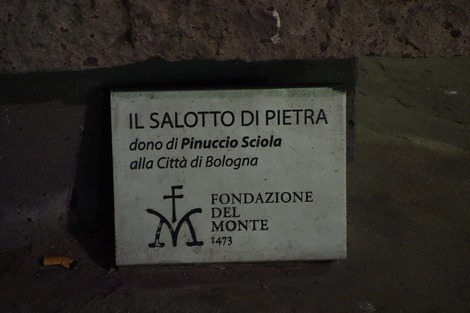 IL SALOTTO DI PIETRA
dono di Pinuccio Sciola
alla Città di Bologna
FONDAZIONE
DEL
MONTE
1473